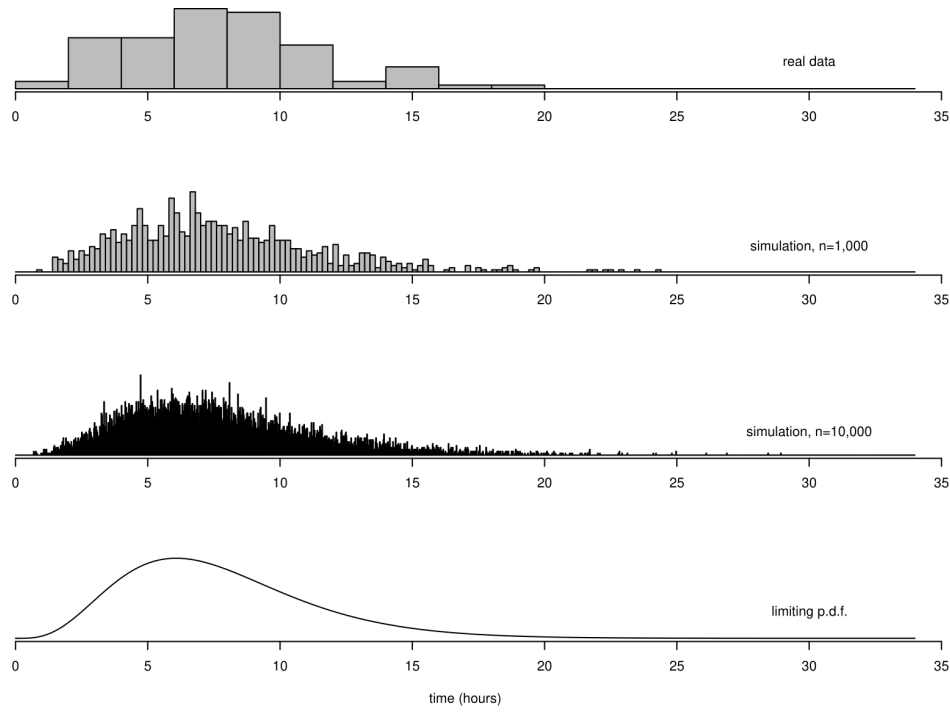 real data
0 5 10 15 20 25 30 35
simulation, n=1,000
0 5 10 15 20 25 30 35
simulation, n=10,000
0 5 10 15 20 25 30 35
limiting p.d.f.
0 5 10 15 20 25 30 35
time (hours)